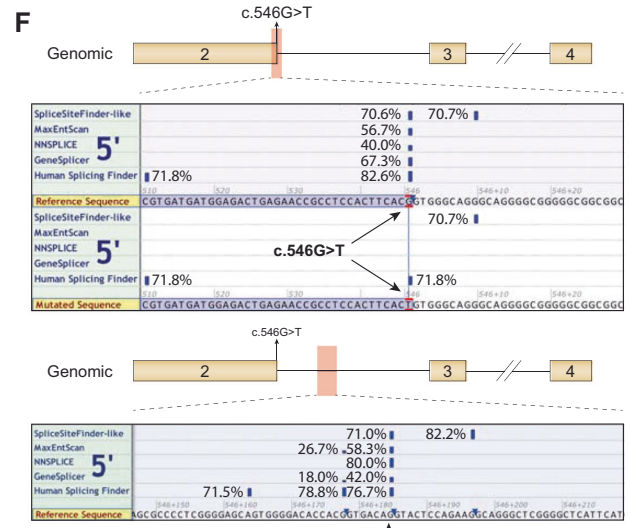 F
c.546G>T
Genomic 2 3 4
SpliceSiteFinder-like 70.6% 70.7%
MaxEntScan 56.7%
NNSPLICE 5' 40.0%
GeneSplicer 67.3%
Human Splicing Finder 71.8% 82.6%
510 520 530 546 546+10 546+20
Reference Sequence CGTGATGATGGAGACTGAGAACCGCCTCCACTTCACGGTGGGCAGGGCAGGGGCGGGGGCGGCGGC
SpliceSiteFinder-like 70.7%
MaxEntScan
NNSPLICE 5' c.546G>T
GeneSplicer
Human Splicing Finder 71.8% 71.8%
510 520 530 546 546+10 546+20
Mutated Sequence CGTGATGATGGAGACTGAGAACCGCCTCCACTTCACTGTGGGCAGGGCAGGGGCGGGGGCGGCGGC
c.546G>T
Genomic 2 3 4
SpliceSiteFinder-like 71.0% 82.2%
MaxEntScan 26.7% 58.3%
NNSPLICE 5' 80.0%
GeneSplicer 18.0% 42.0%
Human Splicing Finder 71.5% 78.8% 76.7%
546+150 546+160 546+170 546+180 546+190 546+200 546+210
Reference Sequence AGCGCCCCTCGGGGAGCAGTGGGGACACCACGGTGACAGGTACTCCAGAAGGCAGGGCTCGGGGCTCATTCAT